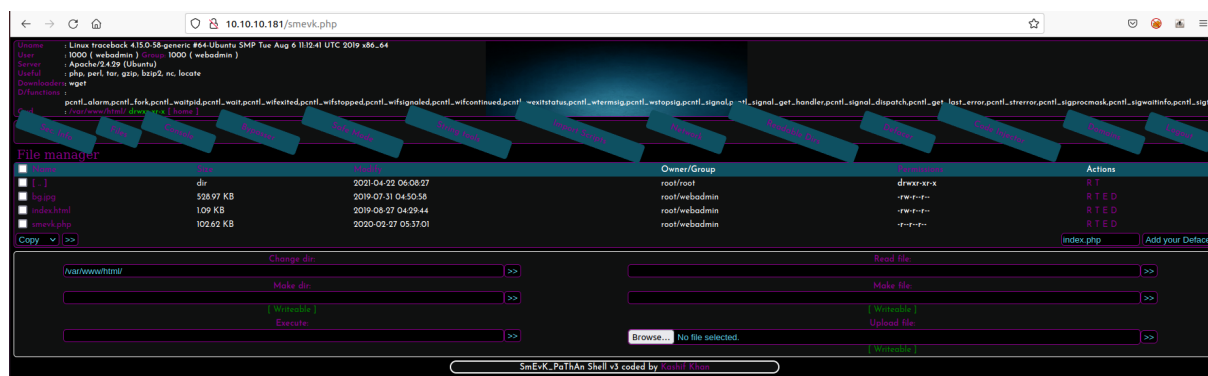 10.10.10.181/smevk.php
Uname : Linux traceback 4.15.0-58-generic #64-Ubuntu SMP Tue Aug 6 11:12:41 UTC 2019 x86_64
User : 1000 ( webadmin ) Group: 1000 ( webadmin )
Server : Apache/2.4.29 (Ubuntu)
Useful : php, perl, tar, gzip, bzip2, nc, locate
Downloaders : wget
D/functions :
pcntl_alarm,pcntl_fork,pcntl_waitpid,pcntl_wait,pcntl_wifexited,pcntl_wifstopped,pcntl_wifsignaled,pcntl_wifcontinued,pcntl_wexitstatus,pcntl_wtermsig,pcntl_wstopsig,pcntl_signal,pcntl_signal_get_handler,pcntl_signal_dispatch,pcntl_get_last_error,pcntl_strerror,pcntl_sigprocmask,pcntl_sigwaitinfo,pcntl_sigt
: /var/www/html/ drwxr-xr-x [ home ]
File manager
Owner/Group Actions
[ .. ] dir 2021-04-22 06:08:27 root/root drwxr-xr-x R T
bg.jpg 528.97 KB 2019-07-31 04:50:58 root/webadmin -rw-r--r-- R T E D
index.html 1.09 KB 2019-08-27 04:29:44 root/webadmin -rw-r--r-- R T E D
smevk.php 102.62 KB 2020-02-27 05:37:01 root/webadmin -r--r--r-- R T E D
Copy >> index.php Add your Deface
Change dir: Read file:
/var/www/html/ >> >>
Make dir: Make file:
>> >>
[ Writeable ] [ Writeable ]
Execute: Upload file:
>> Browse... No file selected. >>
[ Writeable ]
SmEvK_PaThAn Shell v3 coded by Kashif Khan